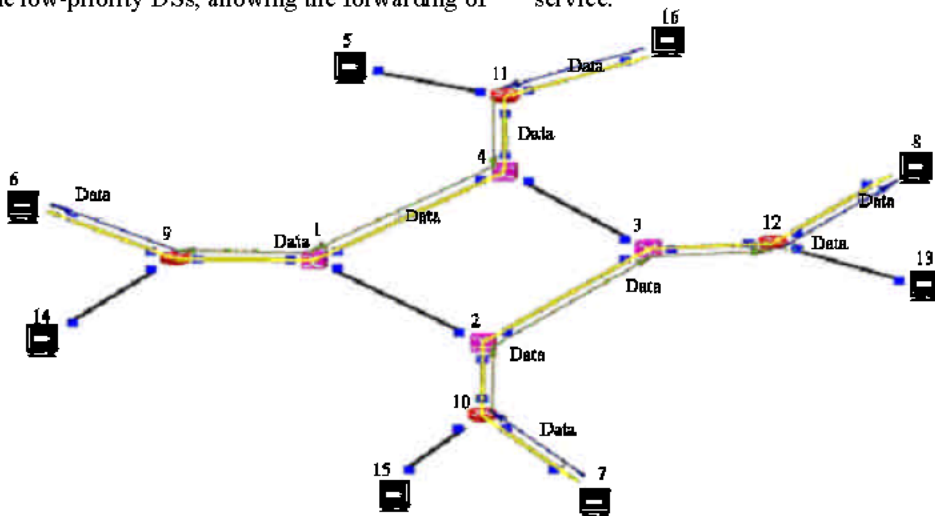 low-priority DSs, allowing the forwarding of service.
16
5
11
Data
Data
4
8
6
Data
Data
Data
9
Data
1
3
12
Data
Data
13
14
2
Data
10
Data
15
7